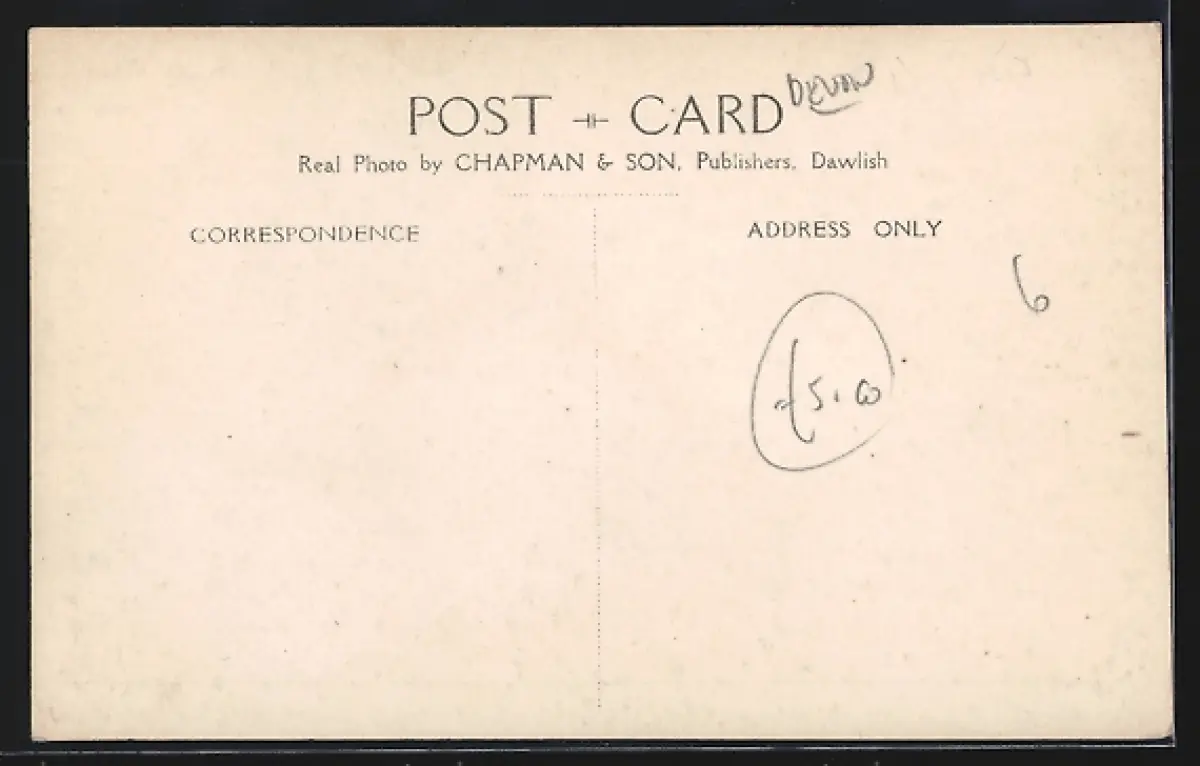 POST CARD
DEVON
Real Photo by CHAPMAN & SON, Publishers, Dawlish
CORRESPONDENCE
ADDRESS ONLY
6
£5.00